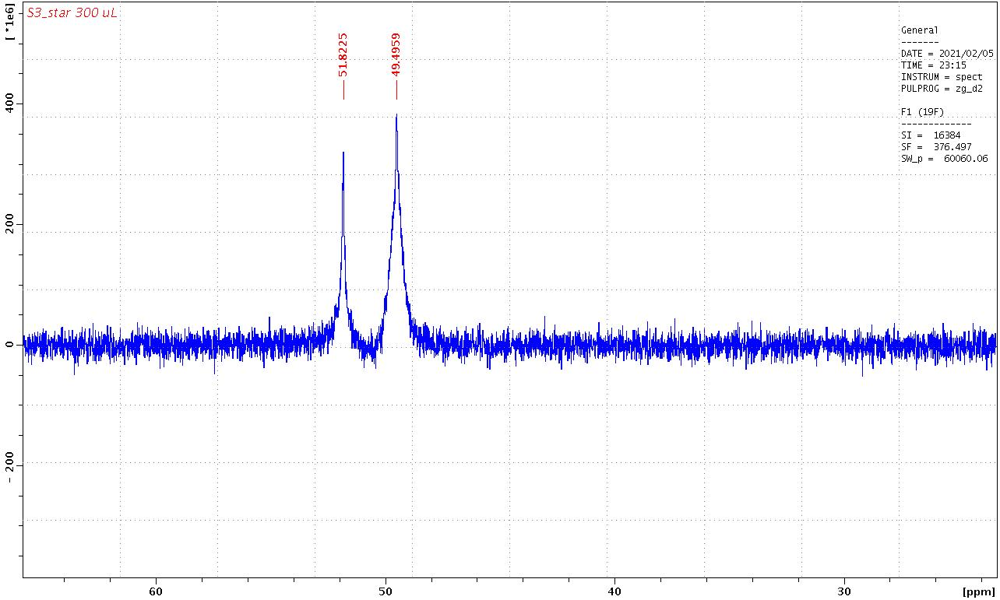 S3_star 300 uL
[ *1e6]
51.8225
49.4959
General
-------
DATE = 2021/02/05
TIME = 23:15
INSTRUM = spect
PULPROG = zg_d2
F1 (19F)
-------------
SI = 16384
SF = 376.497
SW_p = 60060.06
400
200
0
- 200
60 50 40 30 [ppm]